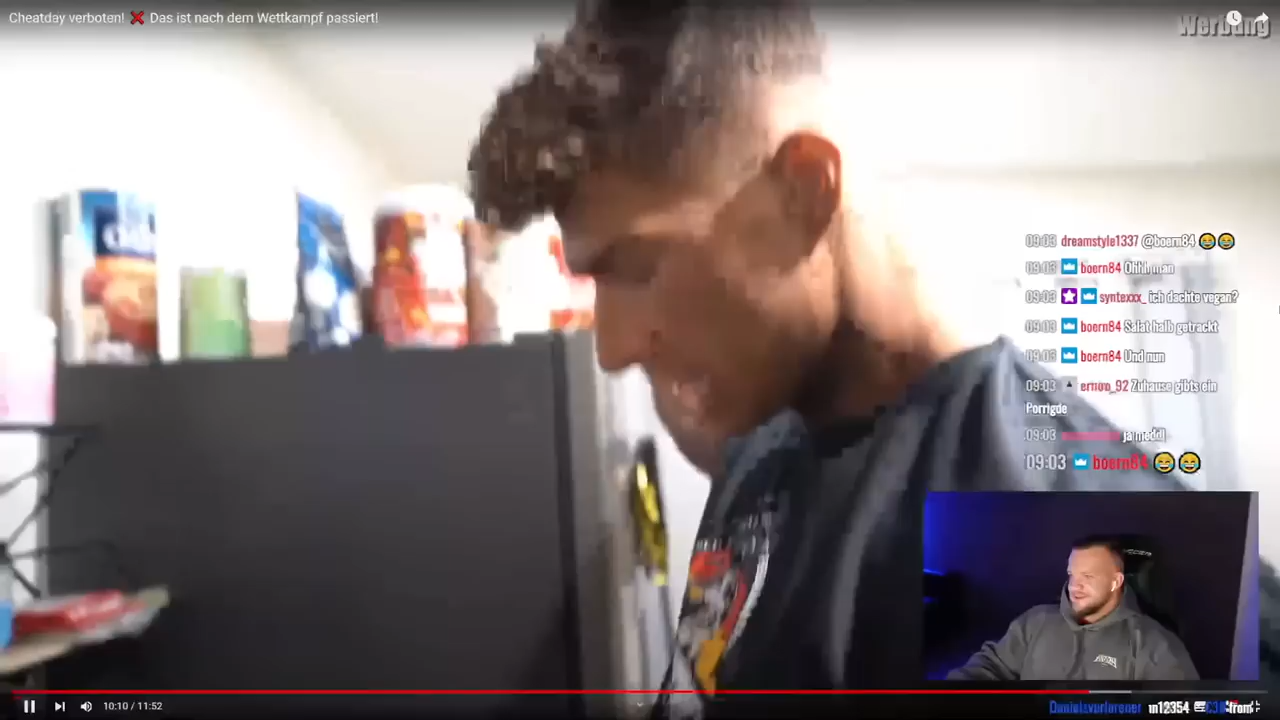 Cheatday verboten! ❌ Das ist nach dem Wettkampf passiert!
Werbung
09:03 dreamstyle1337 @boern84 😂 😂
09:03 boern84 Ohhh man
09:03 syntexxx_ ich dachte vegan?
09:03 boern84 Salat halb getrackt
09:03 boern84 Und nun
09:03 ernoo_92 Zuhause gibts ein
Porrigde
09:03 ja meddl
09:03 boern84 😂 😂
10:10 / 11:52